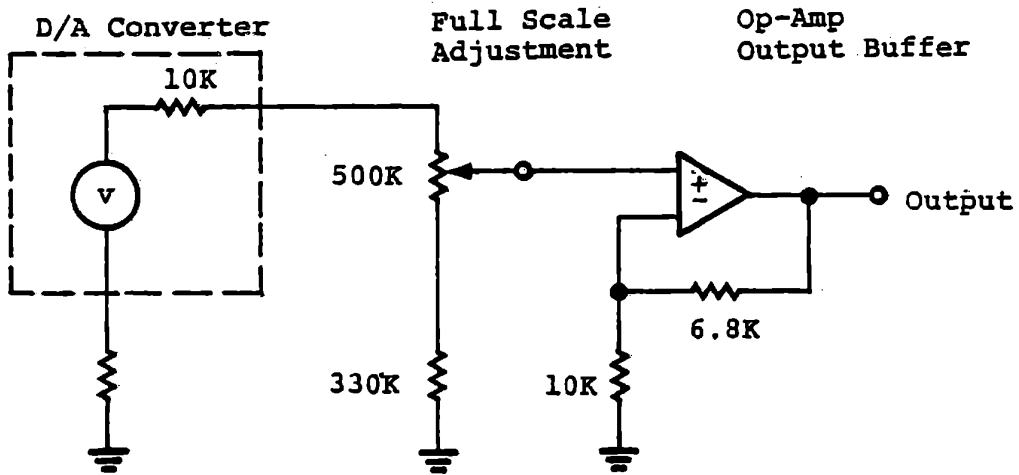 D/A Converter
Full Scale
Adjustment
Op-Amp
Output Buffer
10K
500K
V
+
-
Output
6.8K
330K
10K